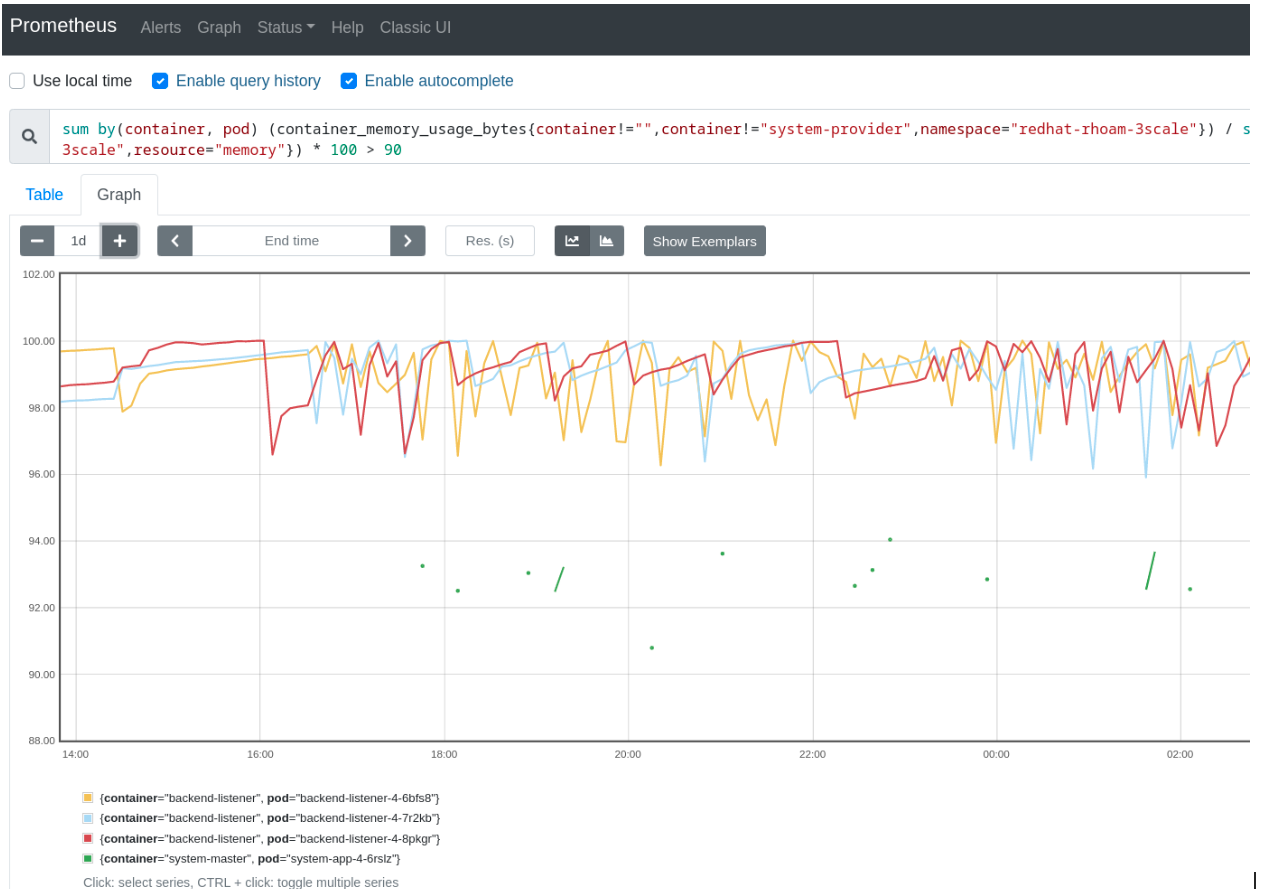 Prometheus Alerts Graph Status Help Classic UI
Use local time Enable query history Enable autocomplete
sum by(container, pod) (container_memory_usage_bytes{container!="",container!="system-provider",namespace="redhat-rhoam-3scale"}) / s
3scale",resource="memory"}) * 100 > 90
Table Graph
1d End time Res. (s) Show Exemplars
102.00
100.00
98.00
96.00
94.00
92.00
90.00
88.00
14:00 16:00 18:00 20:00 22:00 00:00 02:00
{container="backend-listener", pod="backend-listener-4-6bfs8"}
{container="backend-listener", pod="backend-listener-4-7r2kb"}
{container="backend-listener", pod="backend-listener-4-8pkgr"}
{container="system-master", pod="system-app-4-6rslz"}
Click: select series, CTRL + click: toggle multiple series